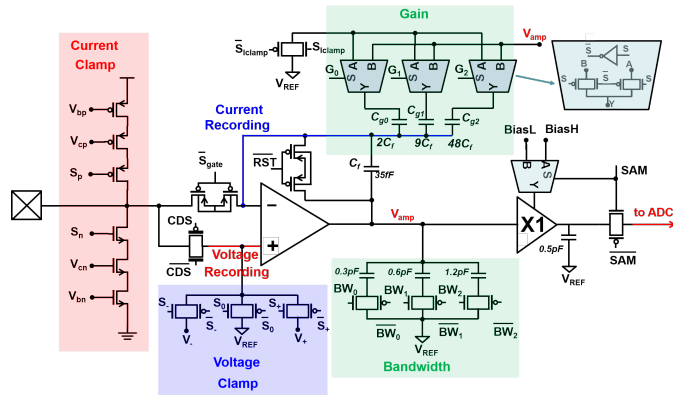 Gain
Current
Clamp
S̅Iclamp
SIclamp
VREF
Vamp
A
B
A
B
A
B
G0
S
Y
G1
S
Y
G2
S
Y
S̅
S
B
A
S
S̅
S
Y
Vbp
Vcp
Sp
Sn
Vcn
Vbn
Current
Recording
Cg0
Cg1
Cg2
2Cf
9Cf
48Cf
S̅gate
R̅S̅T̅
Cf
35fF
BiasL
BiasH
B
A
S
Y
SAM
CDS
C̅D̅S̅
Voltage
Recording
−
+
Vamp
X1
0.5pF
VREF
to ADC
S̅A̅M̅
S-
S̅-
V-
S0
S̅0
VREF
S+
S̅+
V+
Voltage
Clamp
0.3pF
0.6pF
1.2pF
BW0
BW1
BW2
B̅W̅0
B̅W̅1
B̅W̅2
VREF
Bandwidth